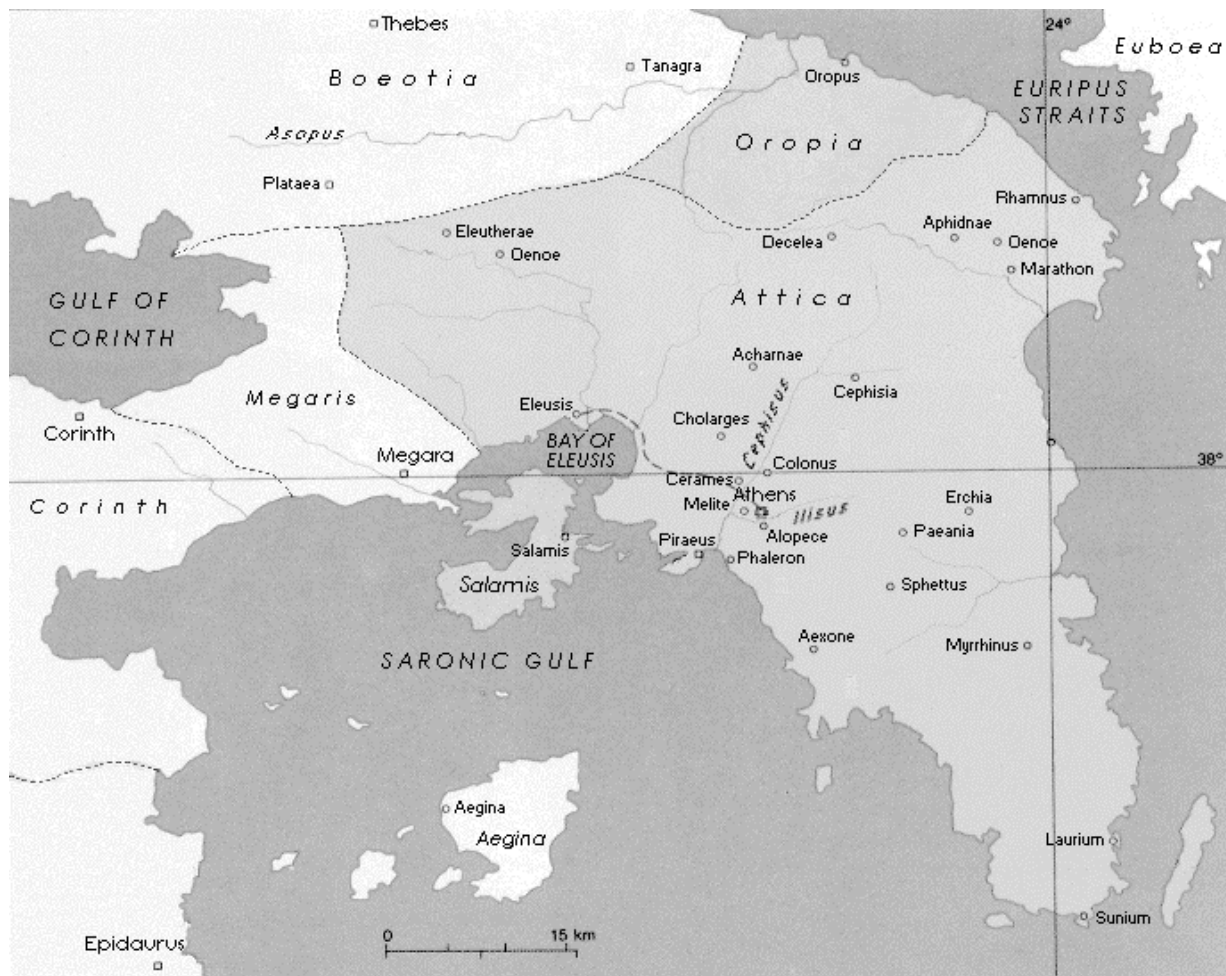 Thebes
24°
Euboea
Boeotia
Tanagra
Oropus
EURIPUS
STRAITS
Asopus
Oropia
Plataea
Rhamnus
Eleutherae
Decelea
Aphidnae
Oenoe
Oenoe
Marathon
GULF OF
CORINTH
Attica
Acharnae
Cephisia
Megaris
Cephisus
Eleusis
Cholarges
Corinth
BAY OF
ELEUSIS
Megara
Colonus
38°
Cerames
Athens
Corinth
Melite
Ilisus
Erchia
Alopece
Paeania
Salamis
Piraeus
Phaleron
Salamis
Sphettus
Aexone
Myrrhinus
SARONIC GULF
Aegina
Aegina
Laurium
Sunium
0 15 km
Epidaurus